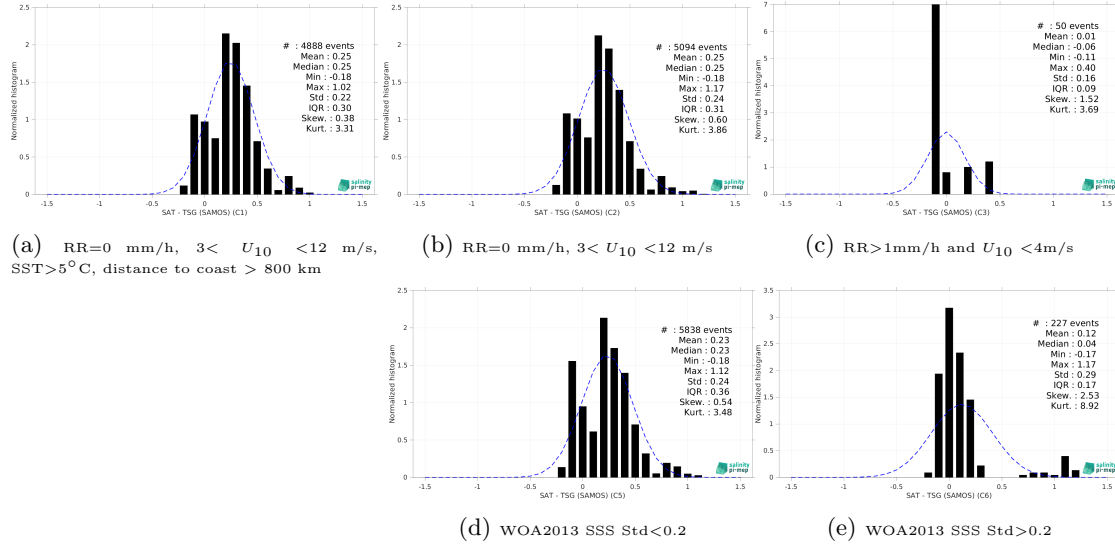 2.5
2
1.5
1
0.5
0
Normalized histogram
# : 4888 events
Mean : 0.25
Median : 0.25
Min : -0.18
Max : 1.02
Std : 0.22
IQR : 0.30
Skew. : 0.38
Kurt. : 3.31
salinity
pi-mep
-1.5 -1 -0.5 0 0.5 1 1.5
SAT - TSG (SAMOS) (C1)
(a) RR=0 mm/h, 3< U10 <12 m/s,
SST>5°C, distance to coast > 800 km
2.5
2
1.5
1
0.5
0
Normalized histogram
# : 5094 events
Mean : 0.25
Median : 0.25
Min : -0.18
Max : 1.17
Std : 0.24
IQR : 0.31
Skew. : 0.60
Kurt. : 3.86
salinity
pi-mep
-1.5 -1 -0.5 0 0.5 1 1.5
SAT - TSG (SAMOS) (C2)
(b) RR=0 mm/h, 3< U10 <12 m/s
7
6
5
4
3
2
1
0
Normalized histogram
# : 50 events
Mean : 0.01
Median : -0.06
Min : -0.11
Max : 0.40
Std : 0.16
IQR : 0.09
Skew. : 1.52
Kurt. : 3.69
salinity
pi-mep
-1.5 -1 -0.5 0 0.5 1 1.5
SAT - TSG (SAMOS) (C3)
(c) RR>1mm/h and U10 <4m/s
2.5
2
1.5
1
0.5
0
Normalized histogram
# : 5838 events
Mean : 0.23
Median : 0.23
Min : -0.18
Max : 1.12
Std : 0.24
IQR : 0.36
Skew. : 0.54
Kurt. : 3.48
salinity
pi-mep
-1.5 -1 -0.5 0 0.5 1 1.5
SAT - TSG (SAMOS) (C5)
(d) WOA2013 SSS Std<0.2
3.5
3
2.5
2
1.5
1
0.5
0
Normalized histogram
# : 227 events
Mean : 0.12
Median : 0.04
Min : -0.17
Max : 1.17
Std : 0.29
IQR : 0.17
Skew. : 2.53
Kurt. : 8.92
salinity
pi-mep
-1.5 -1 -0.5 0 0.5 1 1.5
SAT - TSG (SAMOS) (C6)
(e) WOA2013 SSS Std>0.2